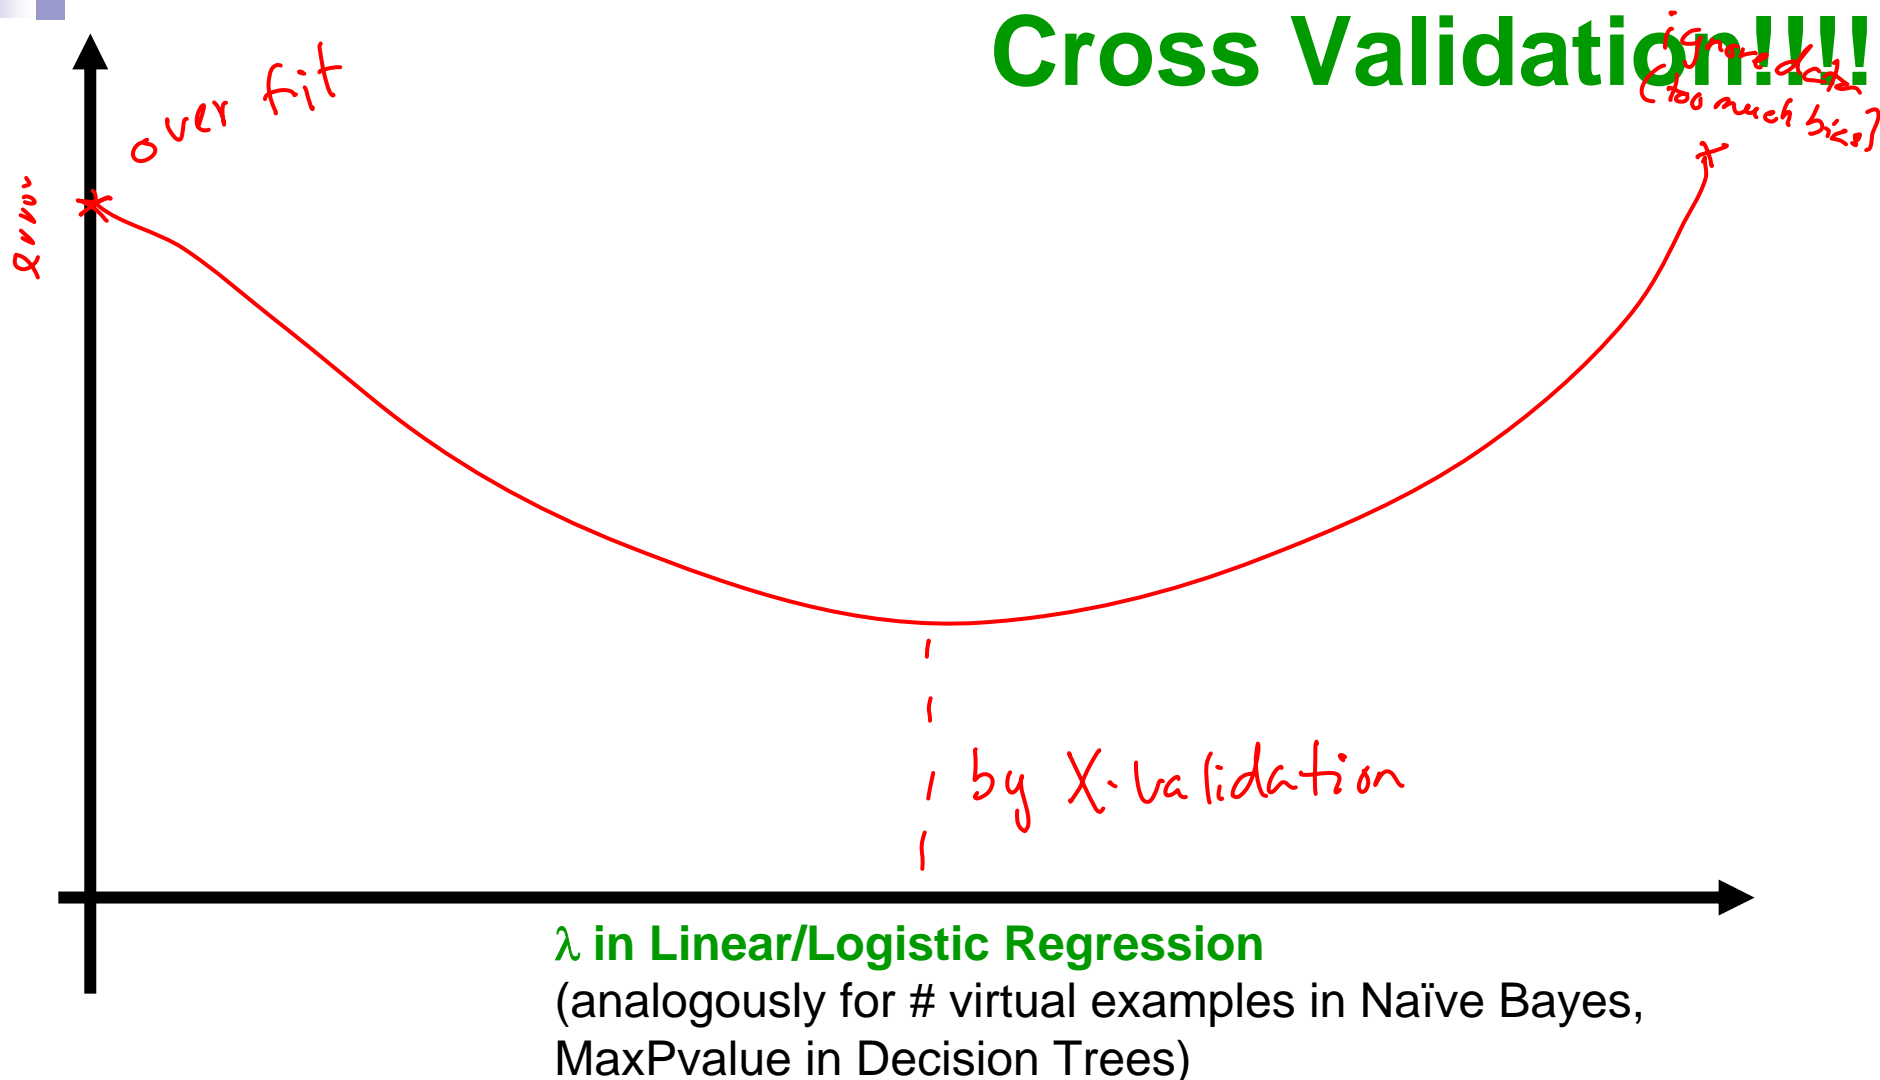 Cross Validation!!!!
ignore data
(too much bias)
over fit
error
by X-validation
λ in Linear/Logistic Regression
(analogously for # virtual examples in Naïve Bayes,
MaxPvalue in Decision Trees)